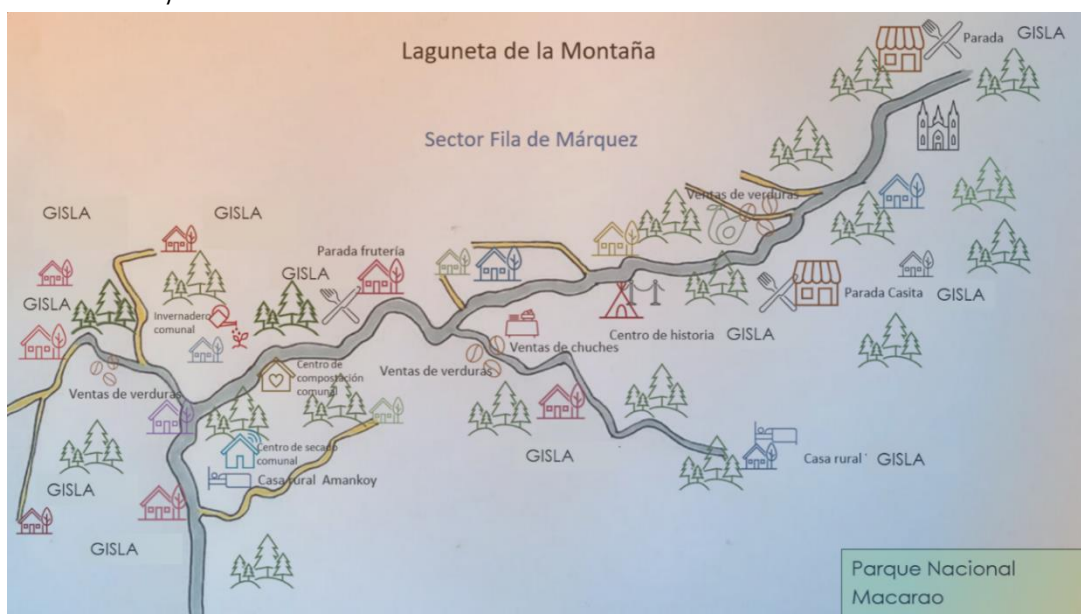 Laguneta de la Montaña
Parada
GISLA
Sector Fila de Márquez
Ventas de verduras
GISLA
GISLA
Parada frutería
GISLA
GISLA
Invernadero
comunal
Parada Casita
GISLA
Centro de historia
GISLA
Ventas de chuches
Centro de
compostación
comunal
Ventas de verduras
Ventas de verduras
Centro de secado
comunal
GISLA
Casa rural
GISLA
Casa rural Amankoy
GISLA
GISLA
Parque Nacional
Macarao